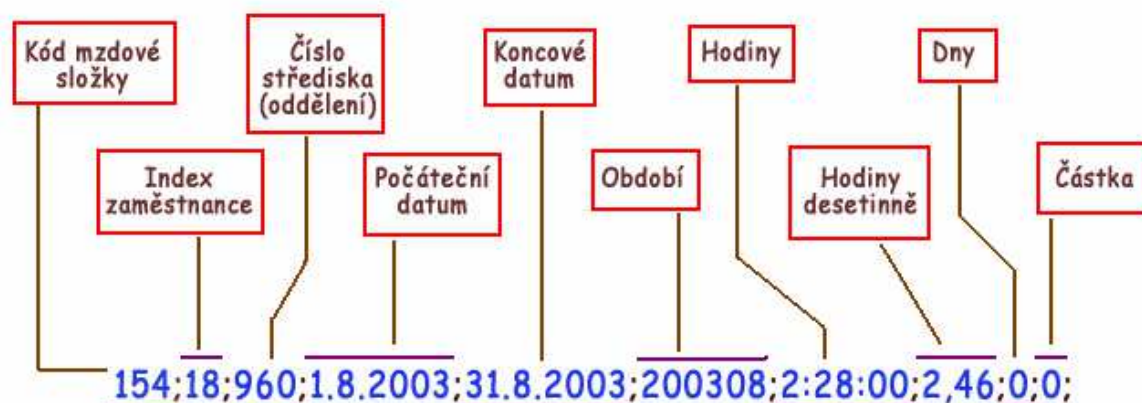 Kód mzdové
složky
Číslo
střediska
(oddělení)
Koncové
datum
Hodiny
Dny
Index
zaměstnance
Počáteční
datum
Období
Hodiny
desetinně
Částka
154;18;960;1.8.2003;31.8.2003;200308;2:28:00;2,46;0;0;